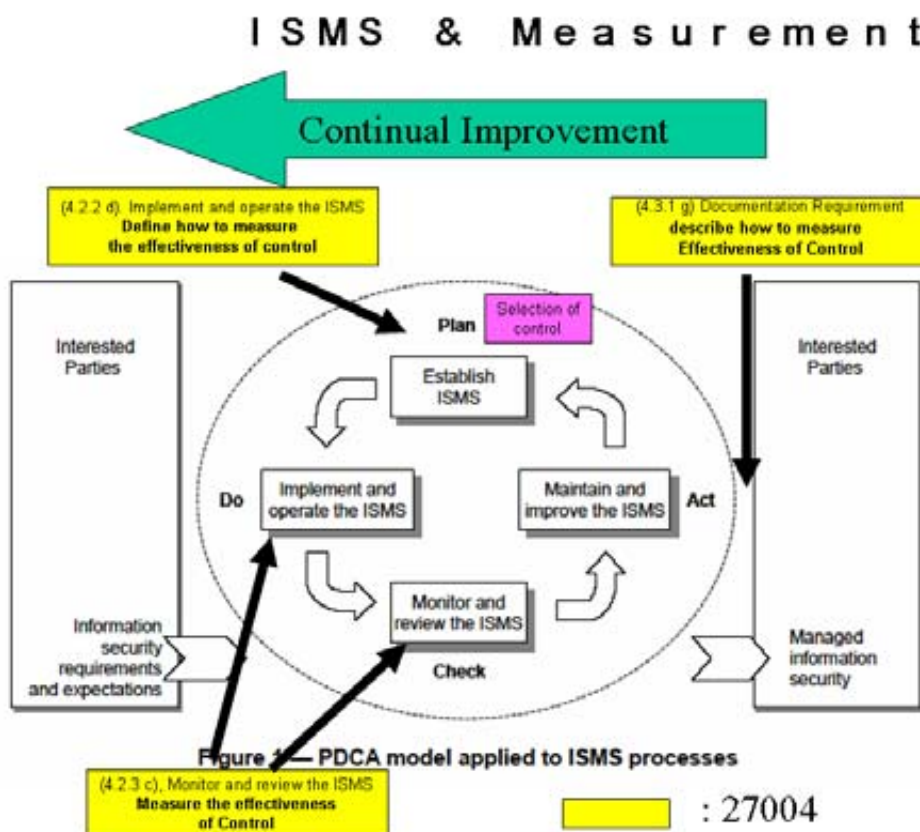 ISMS & Measurement
Continual Improvement
(4.2.2 d). Implement and operate the ISMS
Define how to measure
the effectiveness of control
(4.3.1 g) Documentation Requirement
describe how to measure
Effectiveness of Control
Interested
Parties
Plan
Selection of
control
Establish
ISMS
Interested
Parties
Do
Implement and
operate the ISMS
Maintain and
improve the ISMS
Act
Monitor and
review the ISMS
Check
Information
security
requirements
and expectations
Managed
information
security
Figure — PDCA model applied to ISMS processes
(4.2.3 c), Monitor and review the ISMS
Measure the effectiveness
of Control
: 27004